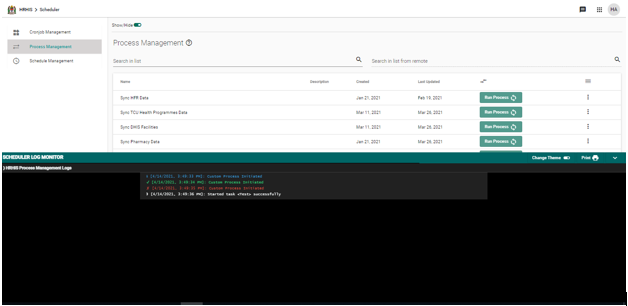 HRHIS > Scheduler
HA
Show/Hide
Cronjob Management
Process Management
Schedule Management
Process Management
Search in list
Search in list from remote
Name Description Created Last Updated
Sync HFR Data Jan 21, 2021 Feb 19, 2021 Run Process
Sync TCU Health Programmes Data Mar 11, 2021 Mar 26, 2021 Run Process
Sync DHIS Facilities Mar 11, 2021 Mar 26, 2021 Run Process
Sync Pharmacy Data Jan 21, 2021 Mar 26, 2021 Run Process
SCHEDULER LOG MONITOR Change Theme Print
) HRHIS Process Management Logs
[4/14/2021, 3:49:33 PM]: Custom Process Initiated
[4/14/2021, 3:49:34 PM]: Custom Process Initiated
[4/14/2021, 3:49:35 PM]: Custom Process Initiated
[4/14/2021, 3:49:36 PM]: Started task <test> successfully